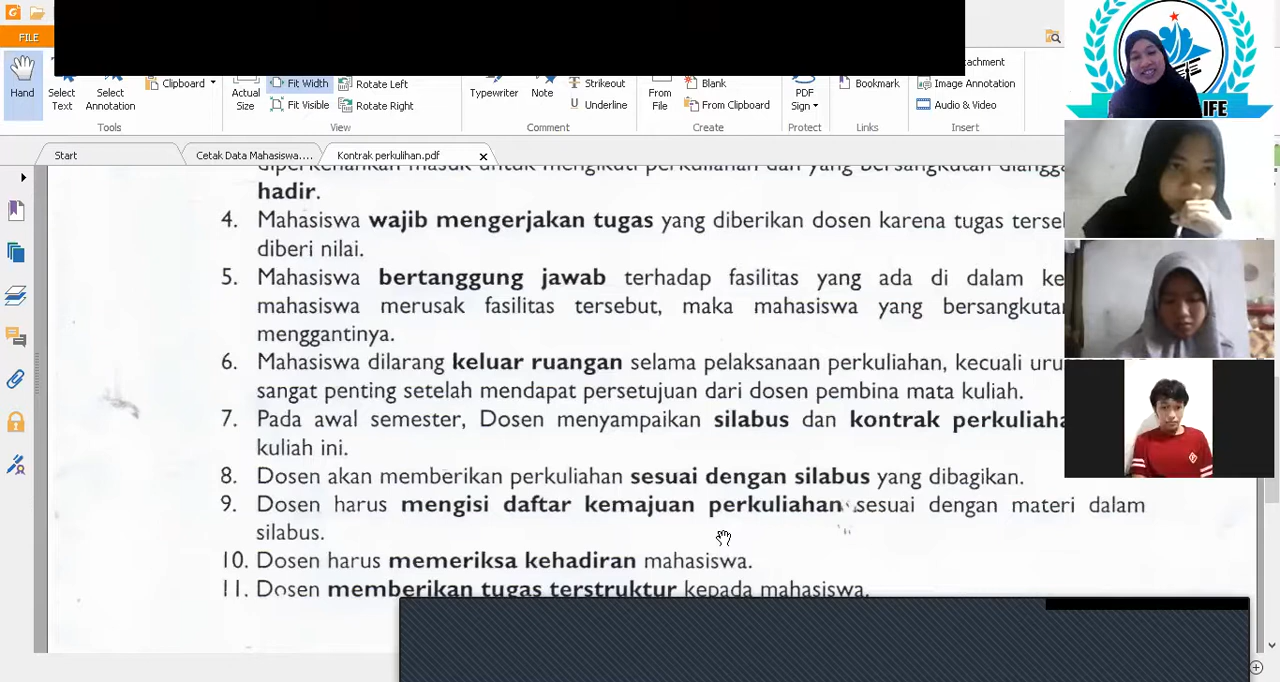 FILE
Hand
Select Text
Select Annotation
Clipboard
Actual Size
Fit Width
Fit Visible
Rotate Left
Rotate Right
Typewriter
Note
Strikeout
Underline
From File
Blank
From Clipboard
PDF Sign
Bookmark
Image Annotation
Audio & Video
Tools
View
Comment
Create
Protect
Links
Insert
Start
Cetak Data Mahasiswa....
Kontrak perkulihan.pdf
hadir.
4. Mahasiswa wajib mengerjakan tugas yang diberikan dosen karena tugas terse
diberi nilai.
5. Mahasiswa bertanggung jawab terhadap fasilitas yang ada di dalam ke
mahasiswa merusak fasilitas tersebut, maka mahasiswa yang bersangkutan
menggantinya.
6. Mahasiswa dilarang keluar ruangan selama pelaksanaan perkuliahan, kecuali uru
sangat penting setelah mendapat persetujuan dari dosen pembina mata kuliah.
7. Pada awal semester, Dosen menyampaikan silabus dan kontrak perkuliaha
kuliah ini.
8. Dosen akan memberikan perkuliahan sesuai dengan silabus yang dibagikan.
9. Dosen harus mengisi daftar kemajuan perkuliahan sesuai dengan materi dalam
silabus.
10. Dosen harus memeriksa kehadiran mahasiswa.
11. Dosen memberikan tugas terstruktur kepada mahasiswa.